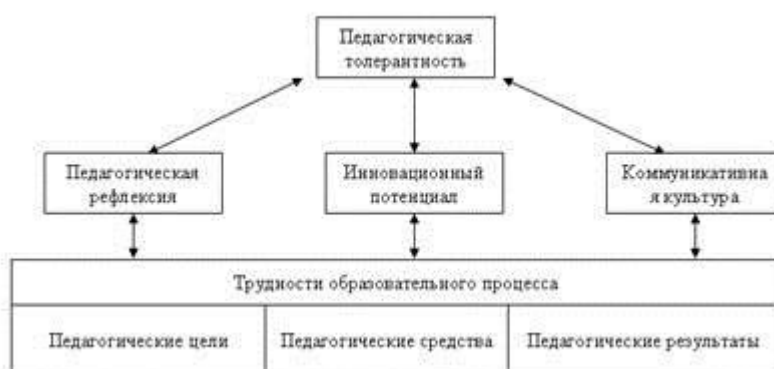 Педагогическая
толерантность
Педагогическая
рефлексия
Инновационный
потенциал
Коммуникативна
я культура
Трудности образовательного процесса
Педагогические цели
Педагогические средства
Педагогические результаты